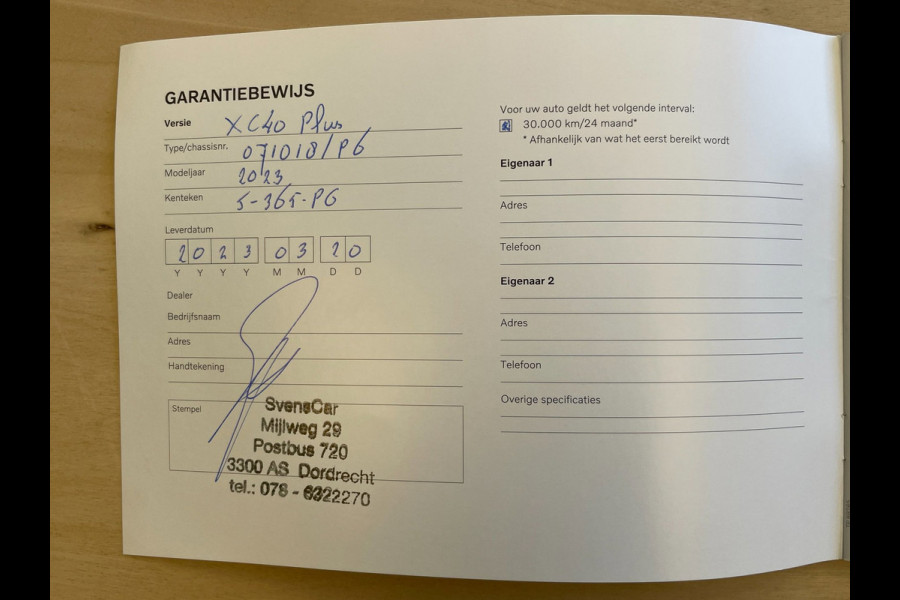 GARANTIEBEWIJS
Versie XC40 Plus
Type/chassisnr. 071018/P6
Modeljaar 2023
Kenteken
Leverdatum
2 0 2 3 0 3 2 0
Y Y Y Y M M D D
Dealer
Bedrijfsnaam
Adres
Handtekening
Stempel
SvensCar
Mijlweg 29
Postbus 720
3300 AS Dordrecht
tel.: 078 - 6322270
Voor uw auto geldt het volgende interval:
30.000 km/24 maand*
* Afhankelijk van wat het eerst bereikt wordt
Eigenaar 1
Adres
Telefoon
Eigenaar 2
Adres
Telefoon
Overige specificaties